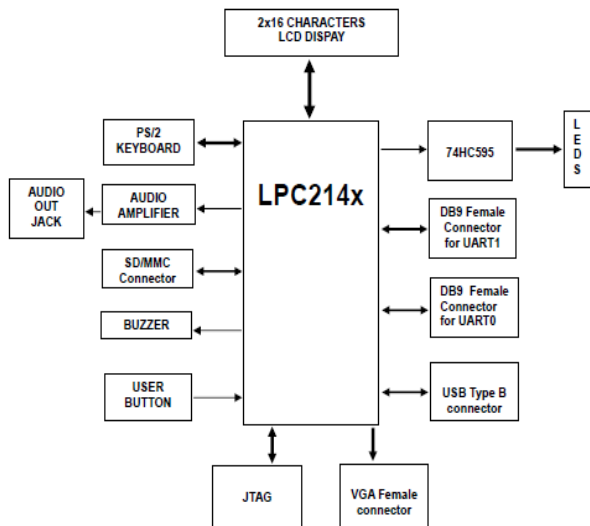 2x16 CHARACTERS
LCD DISPAY
PS/2
KEYBOARD
LPC214x
74HC595
L
E
D
S
AUDIO
OUT
JACK
AUDIO
AMPLIFIER
DB9 Female
Connector
for UART1
SD/MMC
Connector
DB9 Female
Connector
for UART0
BUZZER
USER
BUTTON
USB Type B
connector
JTAG
VGA Female
connector